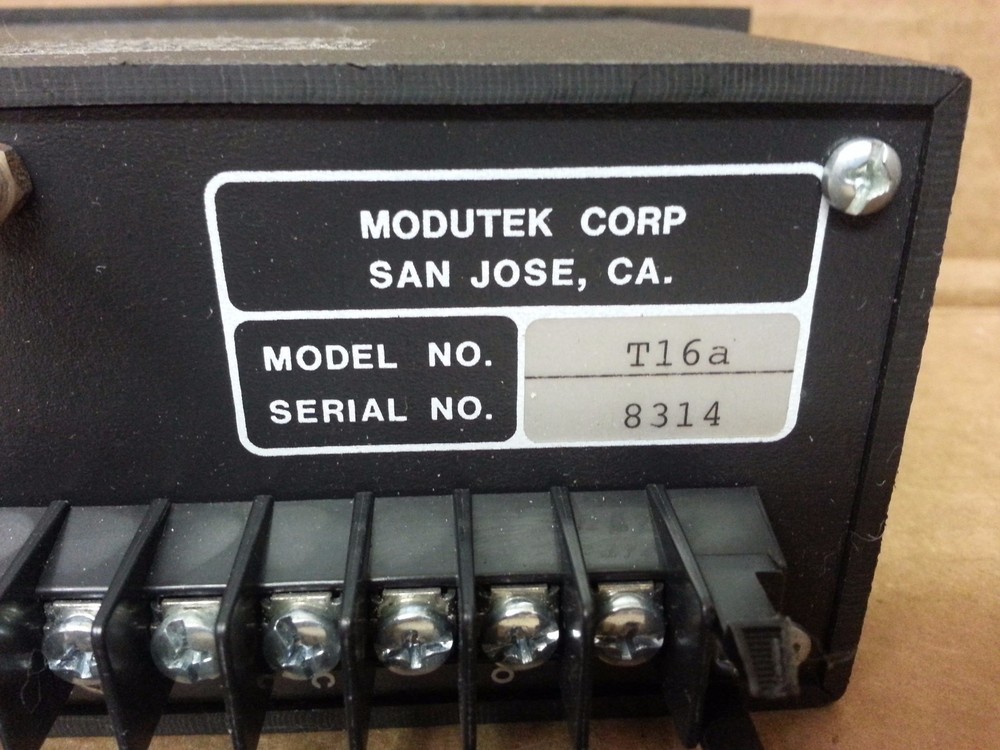 MODUTEK CORP
SAN JOSE, CA.
MODEL NO. T16a
SERIAL NO. 8314